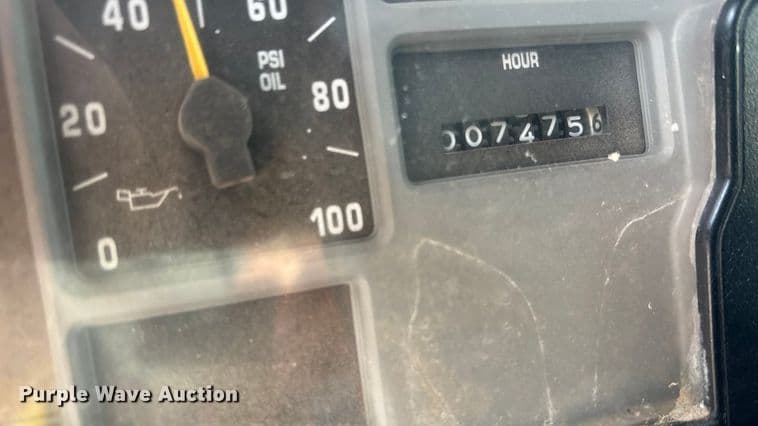 40 60
PSI
OIL
20 80
0 100
HOUR
0074756
Purple Wave Auction